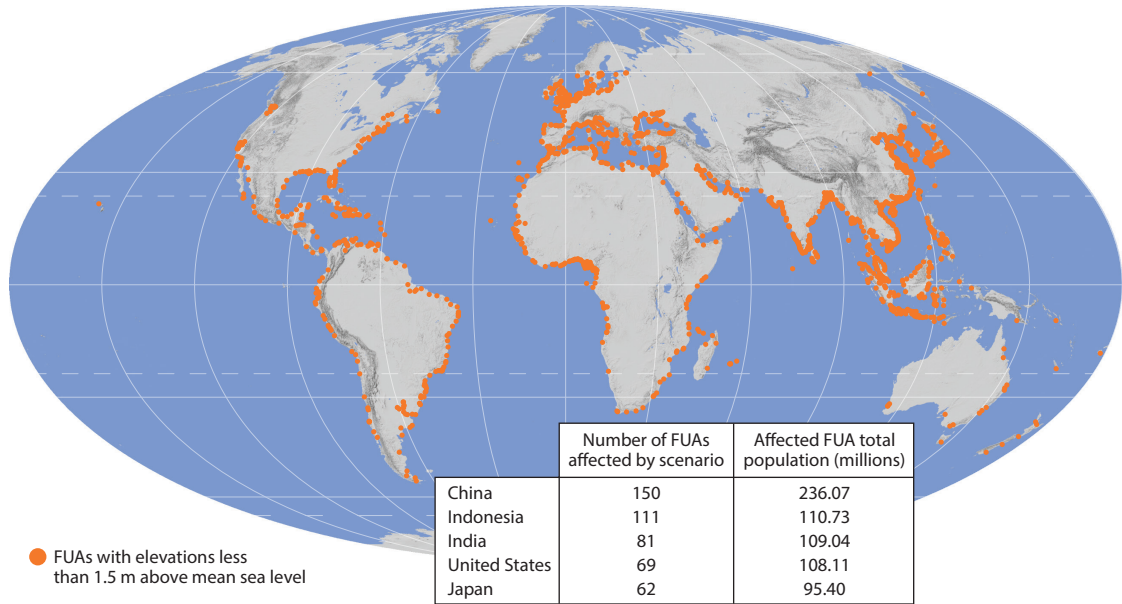 Number of FUAs affected by scenario
Affected FUA total population (millions)
China 150 236.07
Indonesia 111 110.73
India 81 109.04
United States 69 108.11
Japan 62 95.40
FUAs with elevations less
than 1.5 m above mean sea level